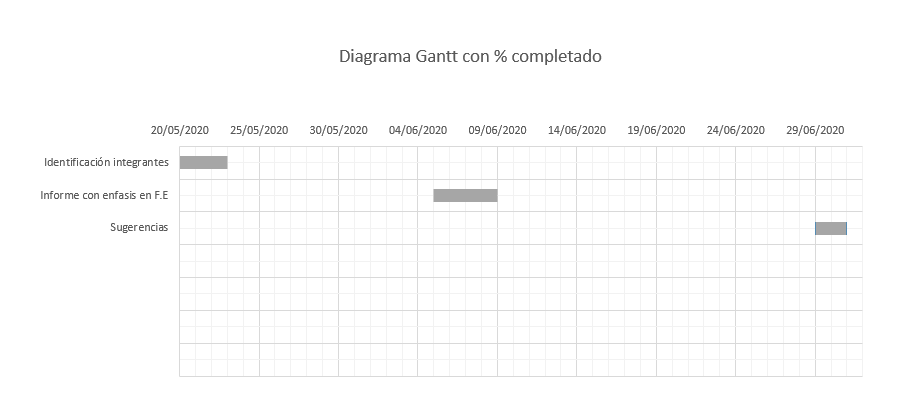 Diagrama Gantt con % completado
20/05/2020 25/05/2020 30/05/2020 04/06/2020 09/06/2020 14/06/2020 19/06/2020 24/06/2020 29/06/2020
Identificación integrantes
Informe con enfasis en F.E
Sugerencias